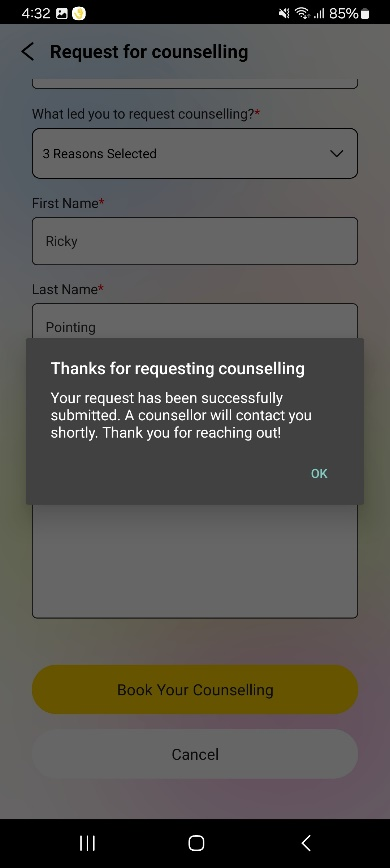 4:32 85%
Request for counselling
What led you to request counselling?*
3 Reasons Selected
First Name*
Ricky
Last Name*
Pointing
Thanks for requesting counselling
Your request has been successfully
submitted. A counsellor will contact you
shortly. Thank you for reaching out!
OK
Book Your Counselling
Cancel